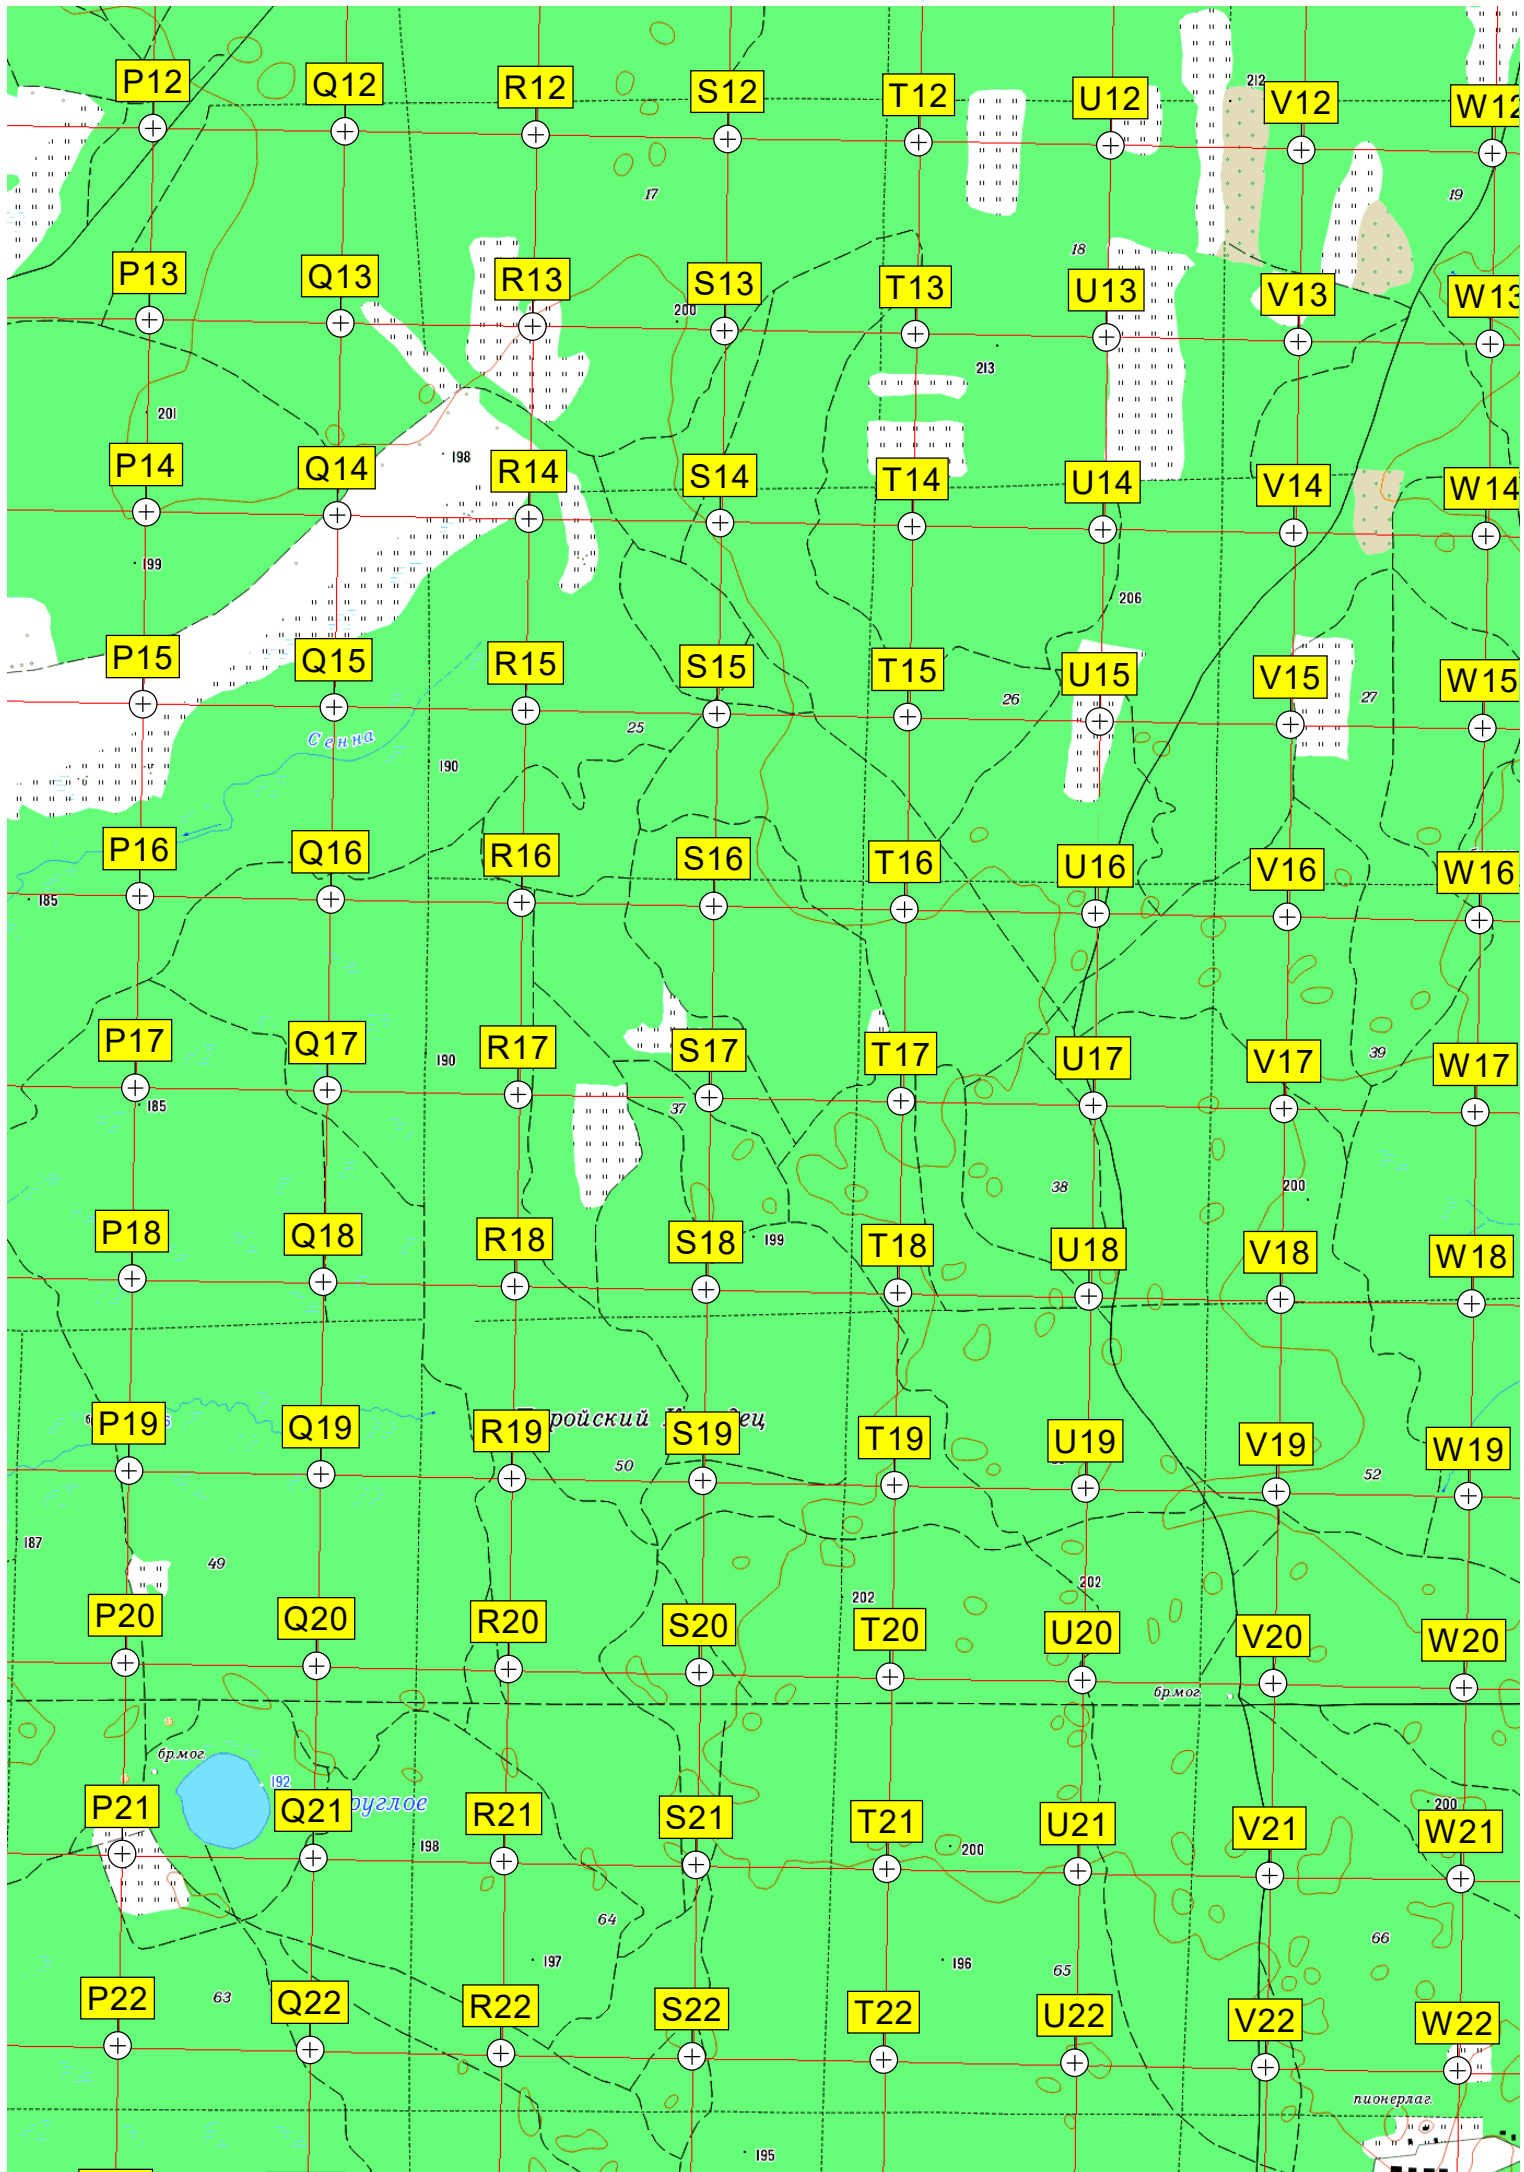 P12 Q12 R12 S12 T12 U12 212 V12 W12
17 18 19
P13 Q13 R13 S13 200 T13 U13 V13 W13
201 213
P14 Q14 198 R14 S14 T14 U14 V14 W14
199 206
P15 Q15 R15 S15 T15 U15 V15 W15
Сенна 190 25 26 27
P16 Q16 R16 S16 T16 U16 V16 W16
185
P17 Q17 190 R17 S17 T17 U17 V17 39 W17
185 37 38 200
P18 Q18 R18 S18 199 T18 U18 V18 W18
P19 Q19 R19 S19 T19 U19 V19 W19
50 52
187 49 202 202
P20 Q20 R20 S20 T20 U20 V20 W20
бр.мог.
бр.мог. 192
P21 Q21 руглое R21 S21 T21 U21 V21 200 W21
198 200
64 66
197 196 65
P22 63 Q22 R22 S22 T22 U22 V22 W22
пионерлаг.
195